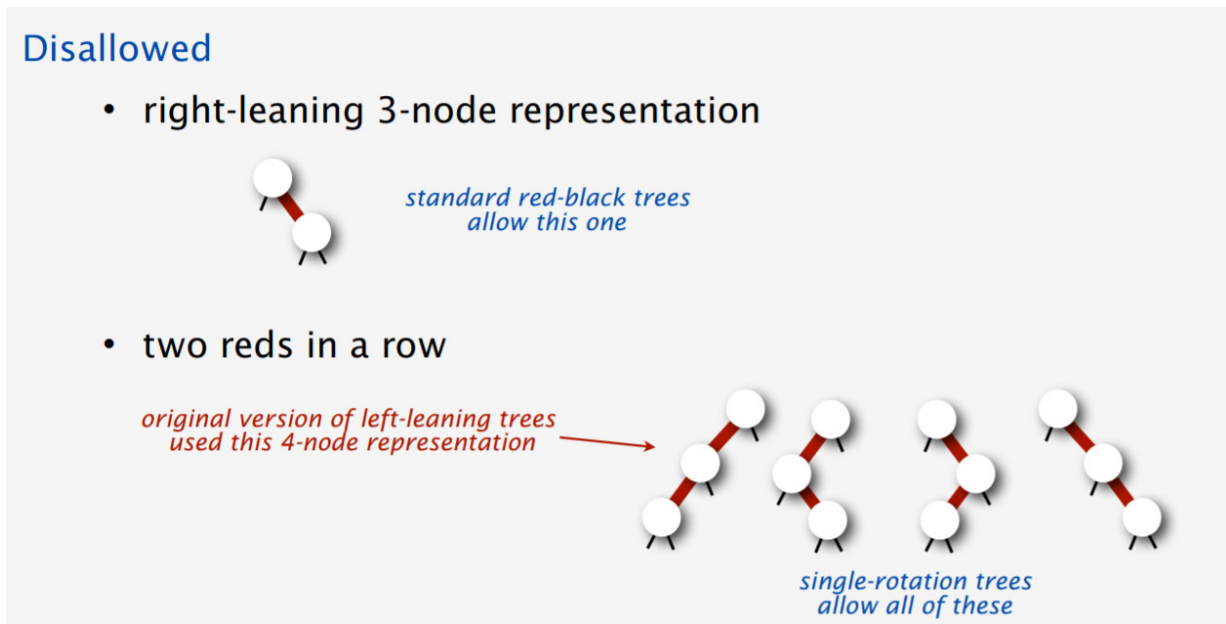 Disallowed
• right-leaning 3-node representation
standard red-black trees
allow this one
• two reds in a row
original version of left-leaning trees
used this 4-node representation
single-rotation trees
allow all of these